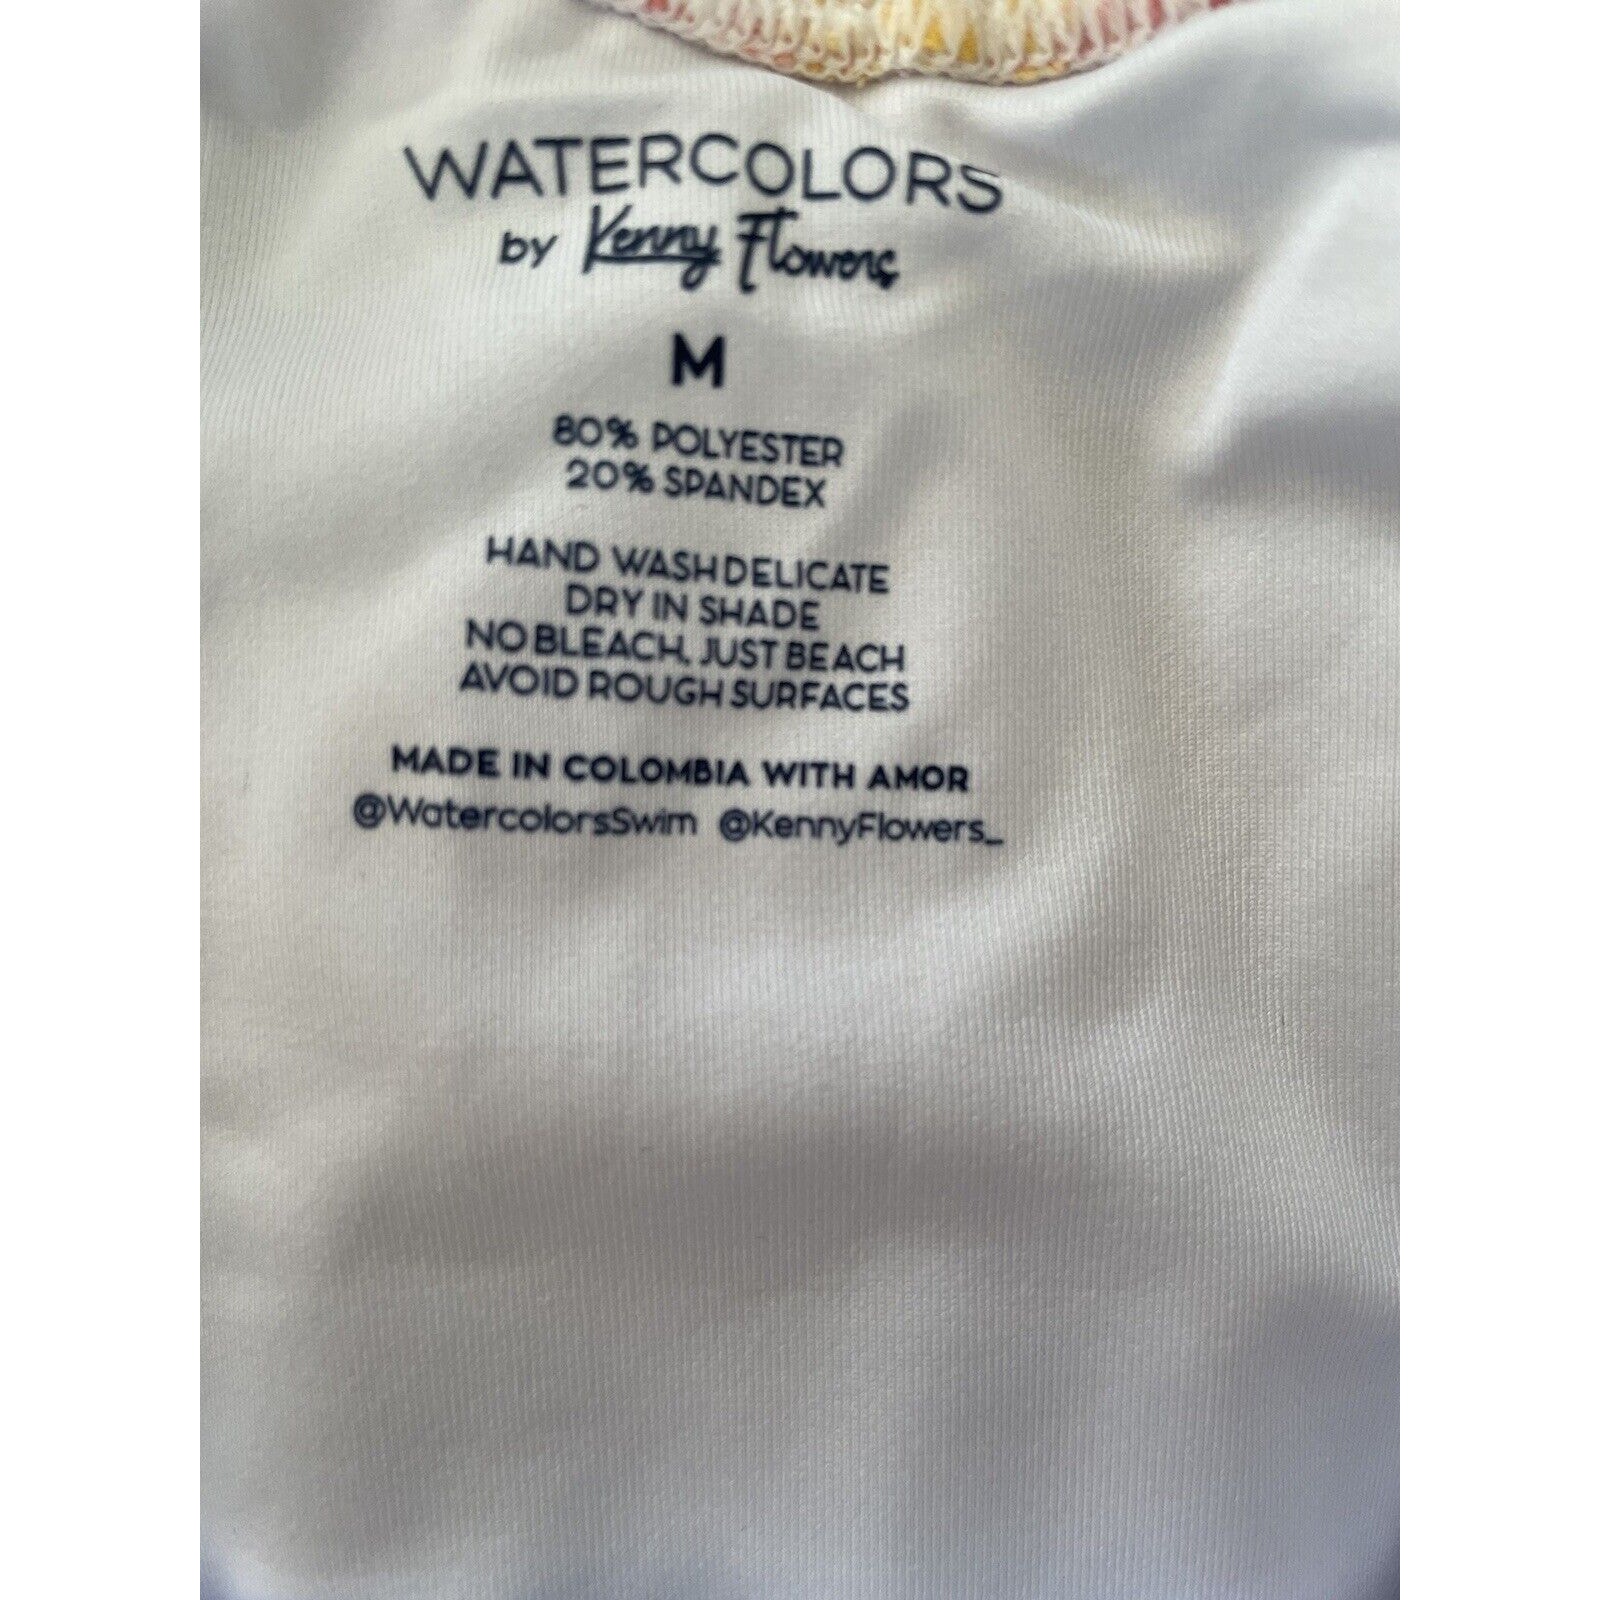 WATERCOLORS
by Kenny Flowers
M
80% POLYESTER
20% SPANDEX
HAND WASH DELICATE
DRY IN SHADE
NO BLEACH, JUST BEACH
AVOID ROUGH SURFACES
MADE IN COLOMBIA WITH AMOR
@WatercolorsSwim @KennyFlowers_